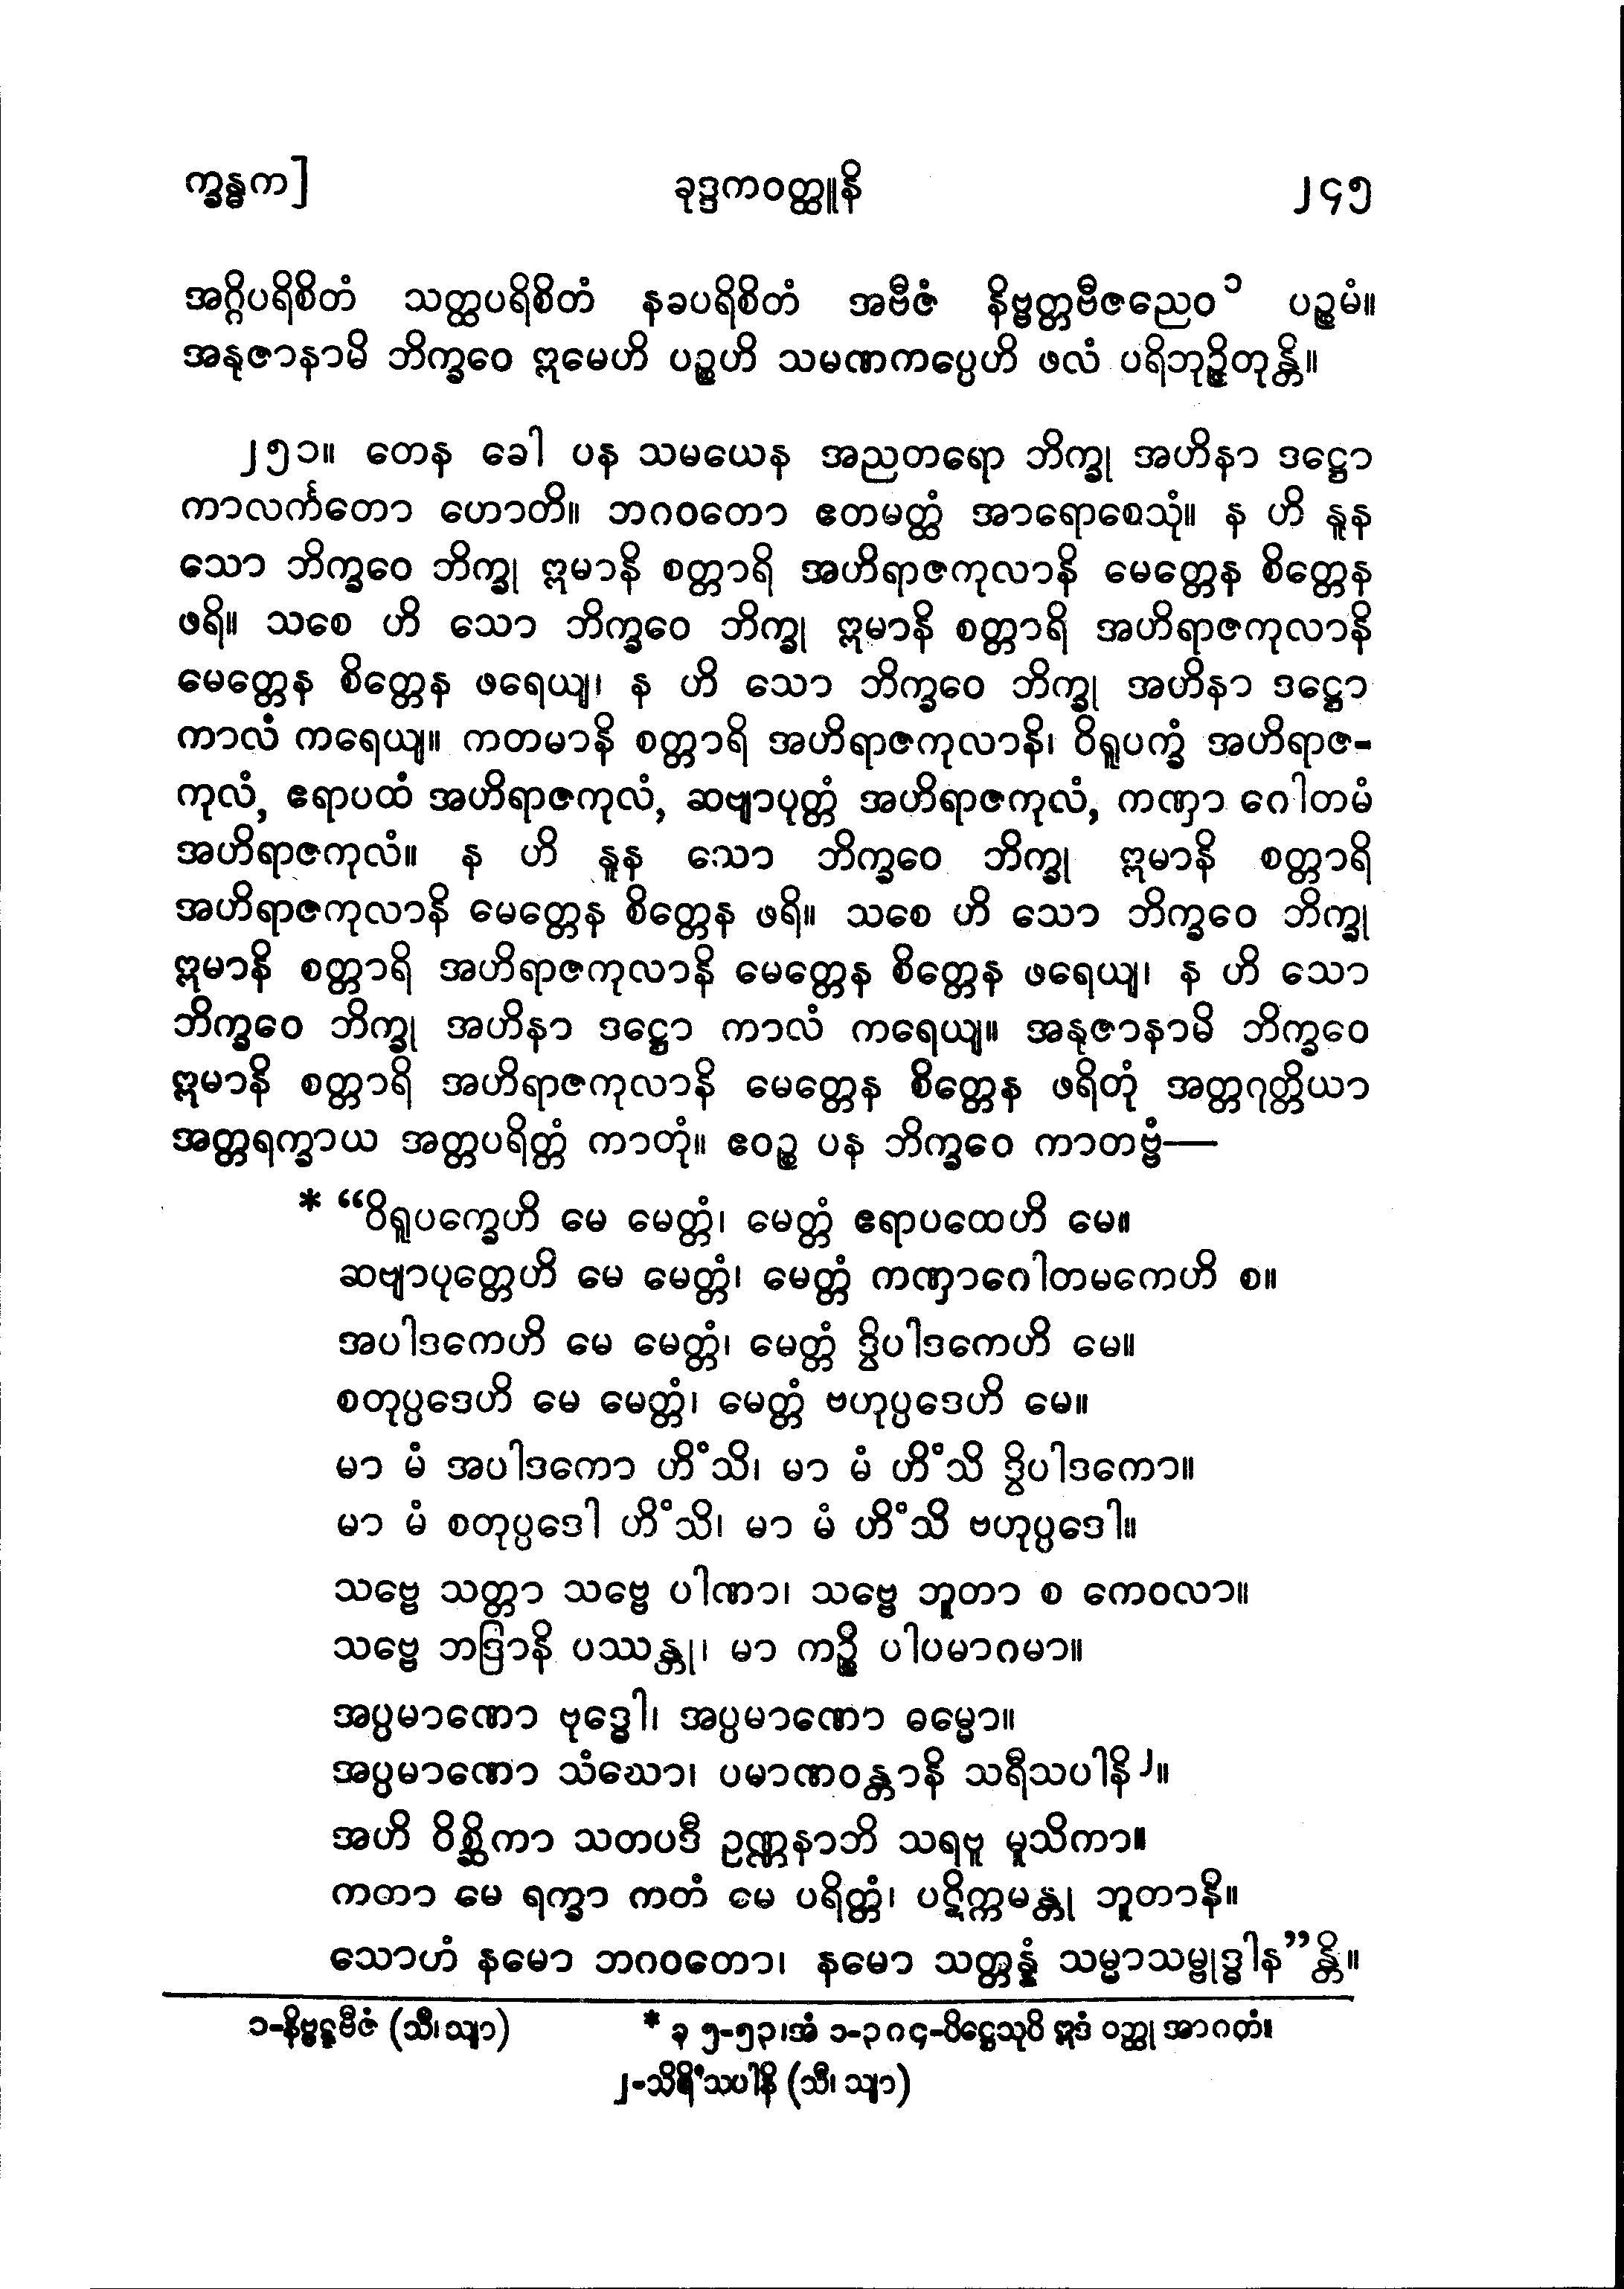 က္ခန္ဓက] ခုဒ္ဒကဝတ္ထူနိ ၂၄၅
အဂ္ဂိပရိစိတံ သတ္ထပရိစိတံ နခပရိစိတံ အဗီဇံ နိဗ္ဗတ္တဗီဇညေဝ၁ ပဉ္စမံ။
အနုဇာနာမိ ဘိက္ခဝေ ဣမေဟိ ပဉ္စဟိ သမဏကပ္ပေဟိ ဖလံ ပရိဘုဉ္ဇိတုန္တိ။
၂၅၁။ တေန ခေါ ပန သမယေန အညတရော ဘိက္ခု အဟိနာ ဒဋ္ဌော
ကာလင်္ကတော ဟောတိ။ ဘဂဝတော ဧတမတ္ထံ အာရောစေသုံ။ န ဟိ နူန
သော ဘိက္ခဝေ ဘိက္ခု ဣမာနိ စတ္တာရိ အဟိရာဇကုလာနိ မေတ္တေန စိတ္တေန
ဖရိ။ သစေ ဟိ သော ဘိက္ခဝေ ဘိက္ခု ဣမာနိ စတ္တာရိ အဟိရာဇကုလာနိ
မေတ္တေန စိတ္တေန ဖရေယျ၊ န ဟိ သော ဘိက္ခဝေ ဘိက္ခု အဟိနာ ဒဋ္ဌော
ကာလံ ကရေယျ။ ကတမာနိ စတ္တာရိ အဟိရာဇကုလာနိ၊ ဝိရူပက္ခံ အဟိရာဇ-
ကုလံ, ဧရာပထံ အဟိရာဇကုလံ, ဆဗျာပုတ္တံ အဟိရာဇကုလံ, ကဏှာ ဂေါတမံ
အဟိရာဇကုလံ။ န ဟိ နူန သော ဘိက္ခဝေ ဘိက္ခု ဣမာနိ စတ္တာရိ
အဟိရာဇကုလာနိ မေတ္တေန စိတ္တေန ဖရိ။ သစေ ဟိ သော ဘိက္ခဝေ ဘိက္ခု
ဣမာနိ စတ္တာရိ အဟိရာဇကုလာနိ မေတ္တေန စိတ္တေန ဖရေယျ၊ န ဟိ သော
ဘိက္ခဝေ ဘိက္ခု အဟိနာ ဒဋ္ဌော ကာလံ ကရေယျ။ အနုဇာနာမိ ဘိက္ခဝေ
ဣမာနိ စတ္တာရိ အဟိရာဇကုလာနိ မေတ္တေန စိတ္တေန ဖရိတုံ အတ္တဂုတ္တိယာ
အတ္တရက္ခာယ အတ္တပရိတ္တံ ကာတုံ။ ဧဝဉ္စ ပန ဘိက္ခဝေ ကာတဗ္ဗံ—
* “ဝိရူပက္ခေဟိ မေ မေတ္တံ၊ မေတ္တံ ဧရာပထေဟိ မေ။
ဆဗျာပုတ္တေဟိ မေ မေတ္တံ၊ မေတ္တံ ကဏှာဂေါတမကေဟိ စ။
အပါဒကေဟိ မေ မေတ္တံ၊ မေတ္တံ ဒွိပါဒကေဟိ မေ။
စတုပ္ပဒေဟိ မေ မေတ္တံ၊ မေတ္တံ ဗဟုပ္ပဒေဟိ မေ။
မာ မံ အပါဒကော ဟိံသိ၊ မာ မံ ဟိံသိ ဒွိပါဒကော။
မာ မံ စတုပ္ပဒေါ ဟိံသိ၊ မာ မံ ဟိံသိ ဗဟုပ္ပဒေါ။
သဗ္ဗေ သတ္တာ သဗ္ဗေ ပါဏာ၊ သဗ္ဗေ ဘူတာ စ ကေဝလာ။
သဗ္ဗေ ဘဒြာနိ ပဿန္တု၊ မာ ကဉ္စိ ပါပမာဂမာ။
အပ္ပမာဏော ဗုဒ္ဓေါ၊ အပ္ပမာဏော ဓမ္မော။
အပ္ပမာဏော သံဃော၊ ပမာဏဝန္တာနိ သရီသပါနိ၂။
အဟိ ဝိစ္ဆိကာ သတပဒီ ဥဏ္ဏနာဘိ သရဗူ မူသိကာ။
ကတာ မေ ရက္ခာ ကတံ မေ ပရိတ္တံ၊ ပဋိက္ကမန္တု ဘူတာနိ။
သောဟံ နမော ဘဂဝတော၊ နမော သတ္တန္နံ သမ္မာသမ္ဗုဒ္ဓါန”န္တိ။
၁-နိဗ္ဗဋ္ဋဗီဇံ (သီ၊ သျာ) * ခု ၅-၅၃၊ အံ ၁-၃၈၄-ပိဋ္ဌေသုပိ ဣဒံ ဝတ္ထု အာဂတံ။
၂-သိရိံသပါနိ (သီ၊ သျာ)